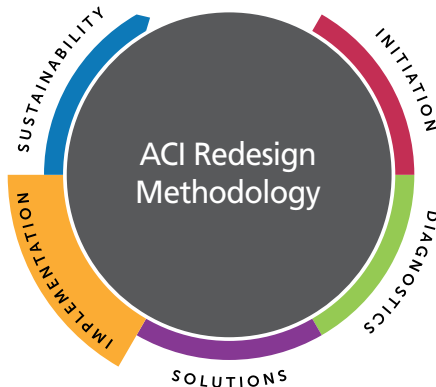 ACI Redesign
Methodology
INITIATION
DIAGNOSTICS
SOLUTIONS
IMPLEMENTATION
SUSTAINABILITY